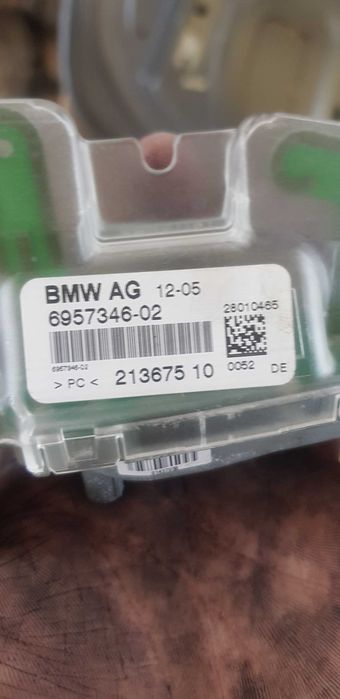 BMW AG 12-05
6957346-02
28010465
6957346-02
0052 DE
> PC < 213675 10